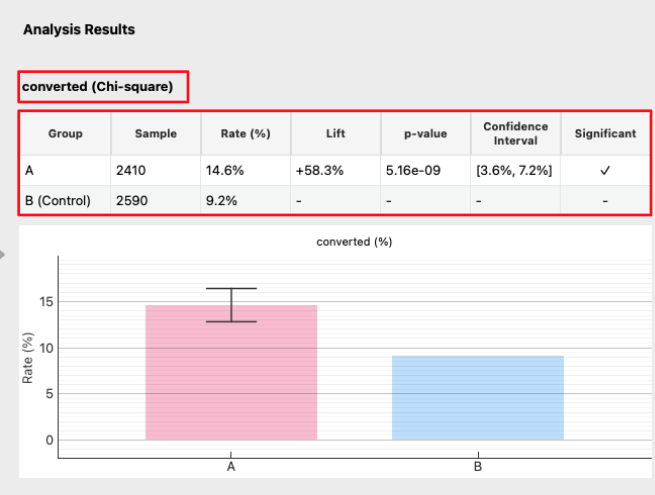 Analysis Results
converted (Chi-square)
Group Sample Rate (%) Lift p-value Confidence Interval Significant
A 2410 14.6% +58.3% 5.16e-09 [3.6%, 7.2%] ✓
B (Control) 2590 9.2% - - - -
converted (%)
Rate (%)
15
10
5
0
A B